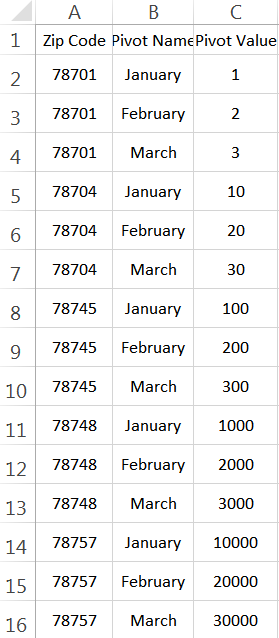 A B C
1 Zip Code Pivot Name Pivot Value
2 78701 January 1
3 78701 February 2
4 78701 March 3
5 78704 January 10
6 78704 February 20
7 78704 March 30
8 78745 January 100
9 78745 February 200
10 78745 March 300
11 78748 January 1000
12 78748 February 2000
13 78748 March 3000
14 78757 January 10000
15 78757 February 20000
16 78757 March 30000